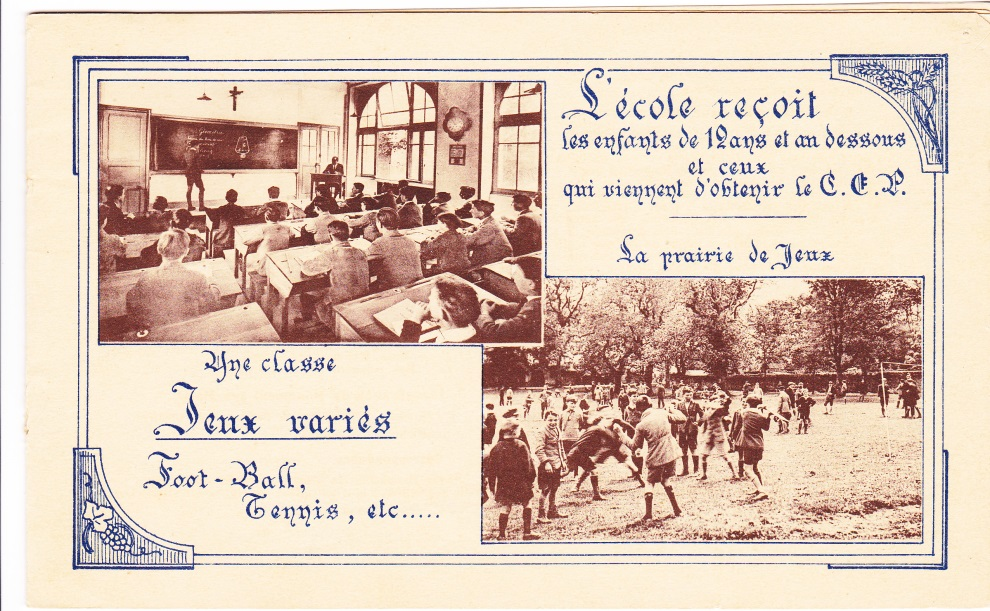 L'école reçoit
les enfants de 12 ans et an dessous
et ceux
qui viennent d'obtenir le C.E.P.
La prairie de Jeux
Une classe
Jeux variés
Foot-Ball,
Tennis, etc.....